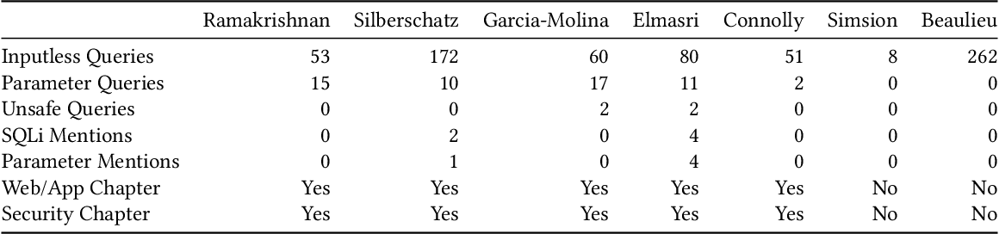 Ramakrishnan Silberschatz Garcia-Molina Elmasri Connolly Simsion Beaulieu
Inputless Queries 53 172 60 80 51 8 262
Parameter Queries 15 10 17 11 2 0 0
Unsafe Queries 0 0 2 2 0 0 0
SQLi Mentions 0 2 0 4 0 0 0
Parameter Mentions 0 1 0 4 0 0 0
Web/App Chapter Yes Yes Yes Yes Yes No No
Security Chapter Yes Yes Yes Yes Yes No No